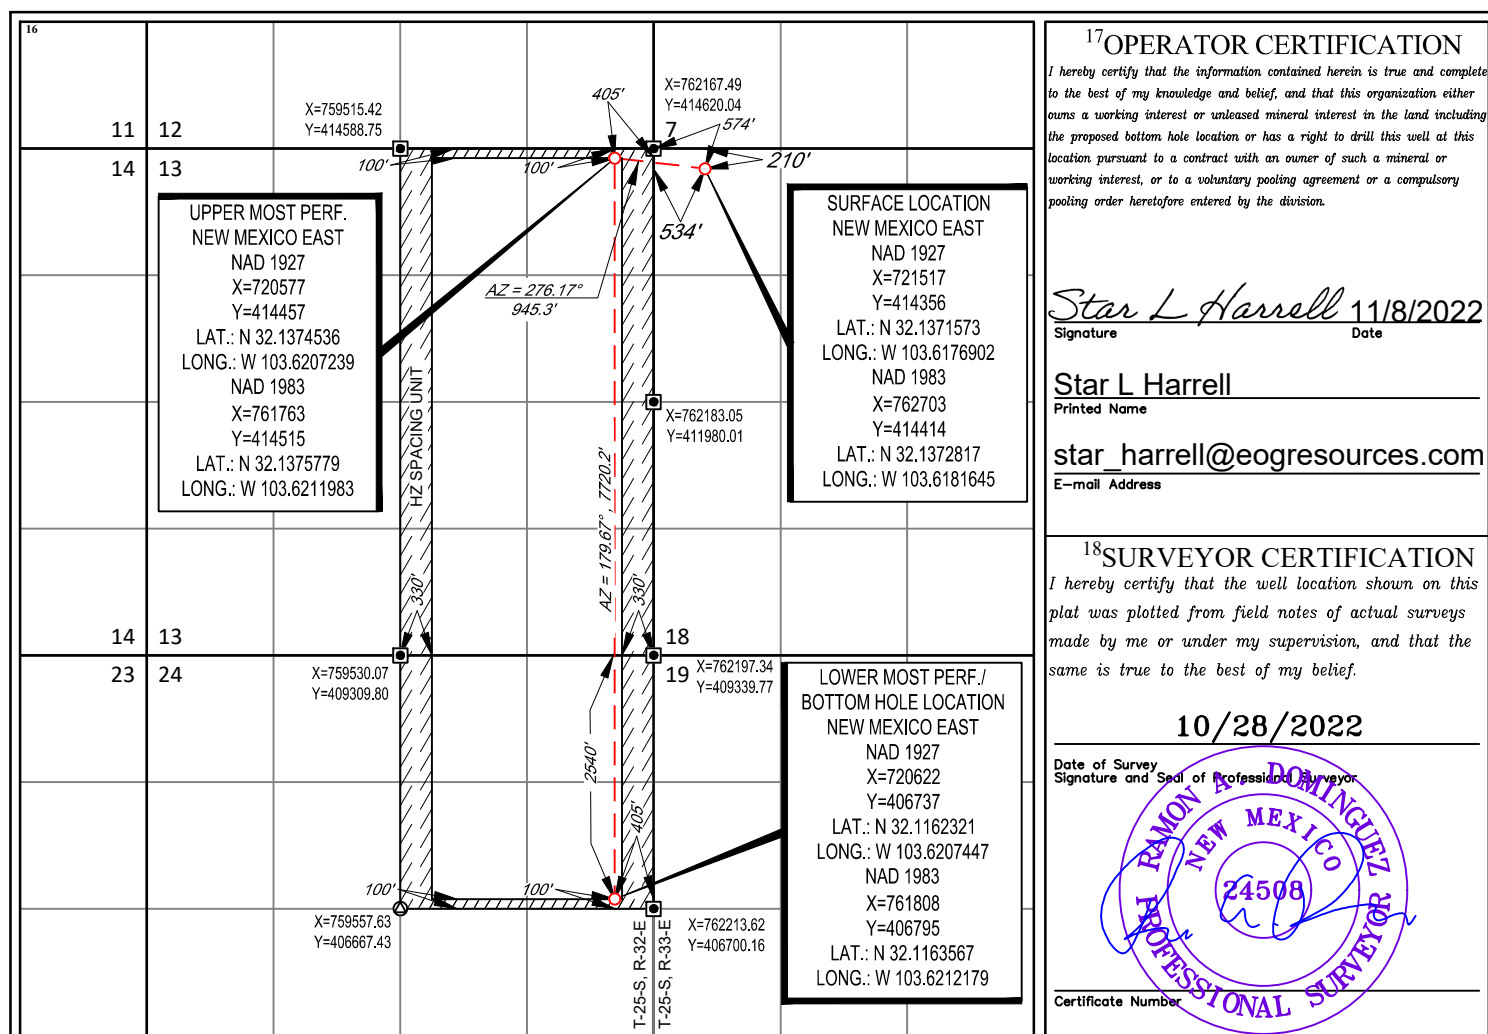 16
11 12
14 13
X=759515.42
Y=414588.75
405'
X=762167.49
Y=414620.04
7
574'
100'
100'
210'
534'
UPPER MOST PERF.
NEW MEXICO EAST
NAD 1927
X=720577
Y=414457
LAT.: N 32.1374536
LONG.: W 103.6207239
NAD 1983
X=761763
Y=414515
LAT.: N 32.1375779
LONG.: W 103.6211983
AZ = 276.17°
945.3'
SURFACE LOCATION
NEW MEXICO EAST
NAD 1927
X=721517
Y=414356
LAT.: N 32.1371573
LONG.: W 103.6176902
NAD 1983
X=762703
Y=414414
LAT.: N 32.1372817
LONG.: W 103.6181645
HZ SPACING UNIT
X=762183.05
Y=411980.01
AZ = 179.67°, 7720.2'
330'
330'
14 13
23 24
18
19
X=759530.07
Y=409309.80
X=762197.34
Y=409339.77
2540'
405'
LOWER MOST PERF./
BOTTOM HOLE LOCATION
NEW MEXICO EAST
NAD 1927
X=720622
Y=406737
LAT.: N 32.1162321
LONG.: W 103.6207447
NAD 1983
X=761808
Y=406795
LAT.: N 32.1163567
LONG.: W 103.6212179
100'
100'
X=759557.63
Y=406667.43
X=762213.62
Y=406700.16
T-25-S, R-32-E
T-25-S, R-33-E
17 OPERATOR CERTIFICATION
I hereby certify that the information contained herein is true and complete
to the best of my knowledge and belief, and that this organization either
owns a working interest or unleased mineral interest in the land including
the proposed bottom hole location or has a right to drill this well at this
location pursuant to a contract with an owner of such a mineral or
working interest, or to a voluntary pooling agreement or a compulsory
pooling order heretofore entered by the division.
Star L Harrell 11/8/2022
Signature Date
Star L Harrell
Printed Name
star_harrell@eogresources.com
E-mail Address
18 SURVEYOR CERTIFICATION
I hereby certify that the well location shown on this
plat was plotted from field notes of actual surveys
made by me or under my supervision, and that the
same is true to the best of my belief.
10/28/2022
Date of Survey
Signature and Seal of Professional Surveyor
RAMON A. DOMINGUEZ
NEW MEXICO
24508
PROFESSIONAL SURVEYOR
Certificate Number